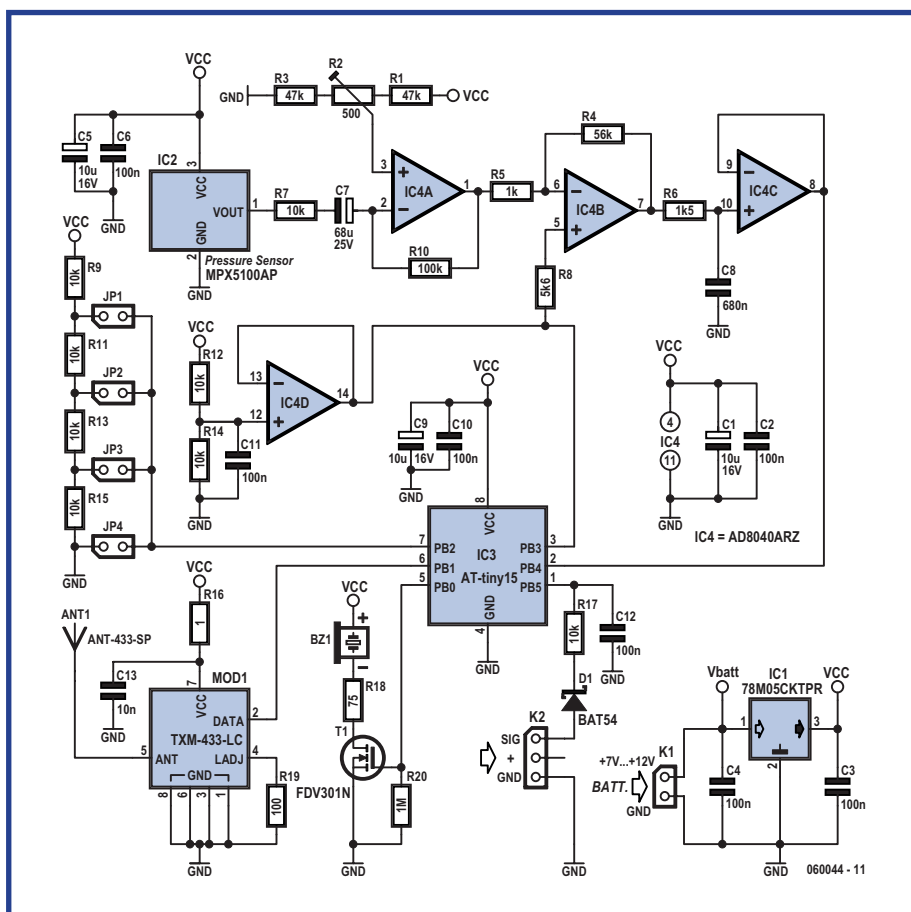 VCC
R3
47k
GND
R2
500
R1
47k
VCC
C5
10u
16V
C6
100n
GND
IC2
3
VCC
VOUT
GND
1
2
Pressure Sensor
MPX5100AP
GND
R7
10k
C7
68u
25V
3
2
1
IC4A
R10
100k
R5
1k
R4
56k
6
5
7
IC4B
R8
5k6
R6
1k5
9
10
8
IC4C
C8
680n
GND
VCC
R9
10k
JP1
R11
10k
JP2
R13
10k
JP3
R15
10k
JP4
GND
VCC
R12
10k
R14
10k
GND
13
12
14
IC4D
C11
100n
VCC
C9
10u
16V
C10
100n
GND
VCC
4
IC4
11
C1
10u
16V
C2
100n
GND
IC4 = AD8040ARZ
8
VCC
IC3
AT-tiny15
GND
4
GND
7
PB2
6
PB1
5
PB0
PB3
3
PB4
2
PB5
1
R17
10k
C12
100n
GND
D1
BAT54
K2
SIG
+
GND
GND
VCC
R16
1
ANT1
ANT-433-SP
C13
10n
GND
MOD1
7
VCC
DATA
2
TXM-433-LC
5
ANT
LADJ
4
GND
8
6
3
1
GND
R19
100
VCC
+
BZ1
–
R18
75
T1
FDV301N
R20
1M
GND
GND
Vbatt
IC1
78M05CKTPR
VCC
1
3
2
K1
+7V...+12V
BATT.
GND
C4
100n
C3
100n
GND
060044 - 11